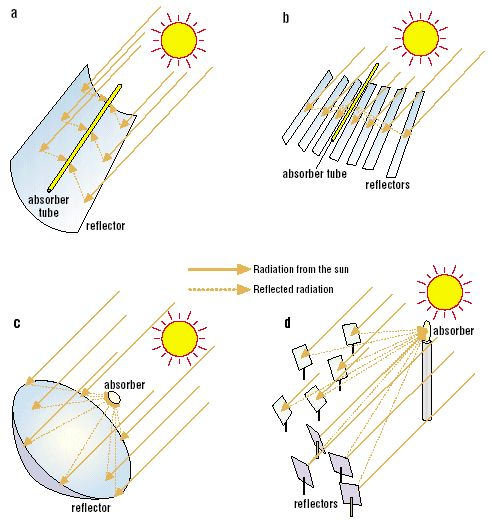 a
absorber
tube
reflector
b
absorber tube
reflectors
Radiation from the sun
Reflected radiation
c
absorber
reflector
d
absorber
reflectors